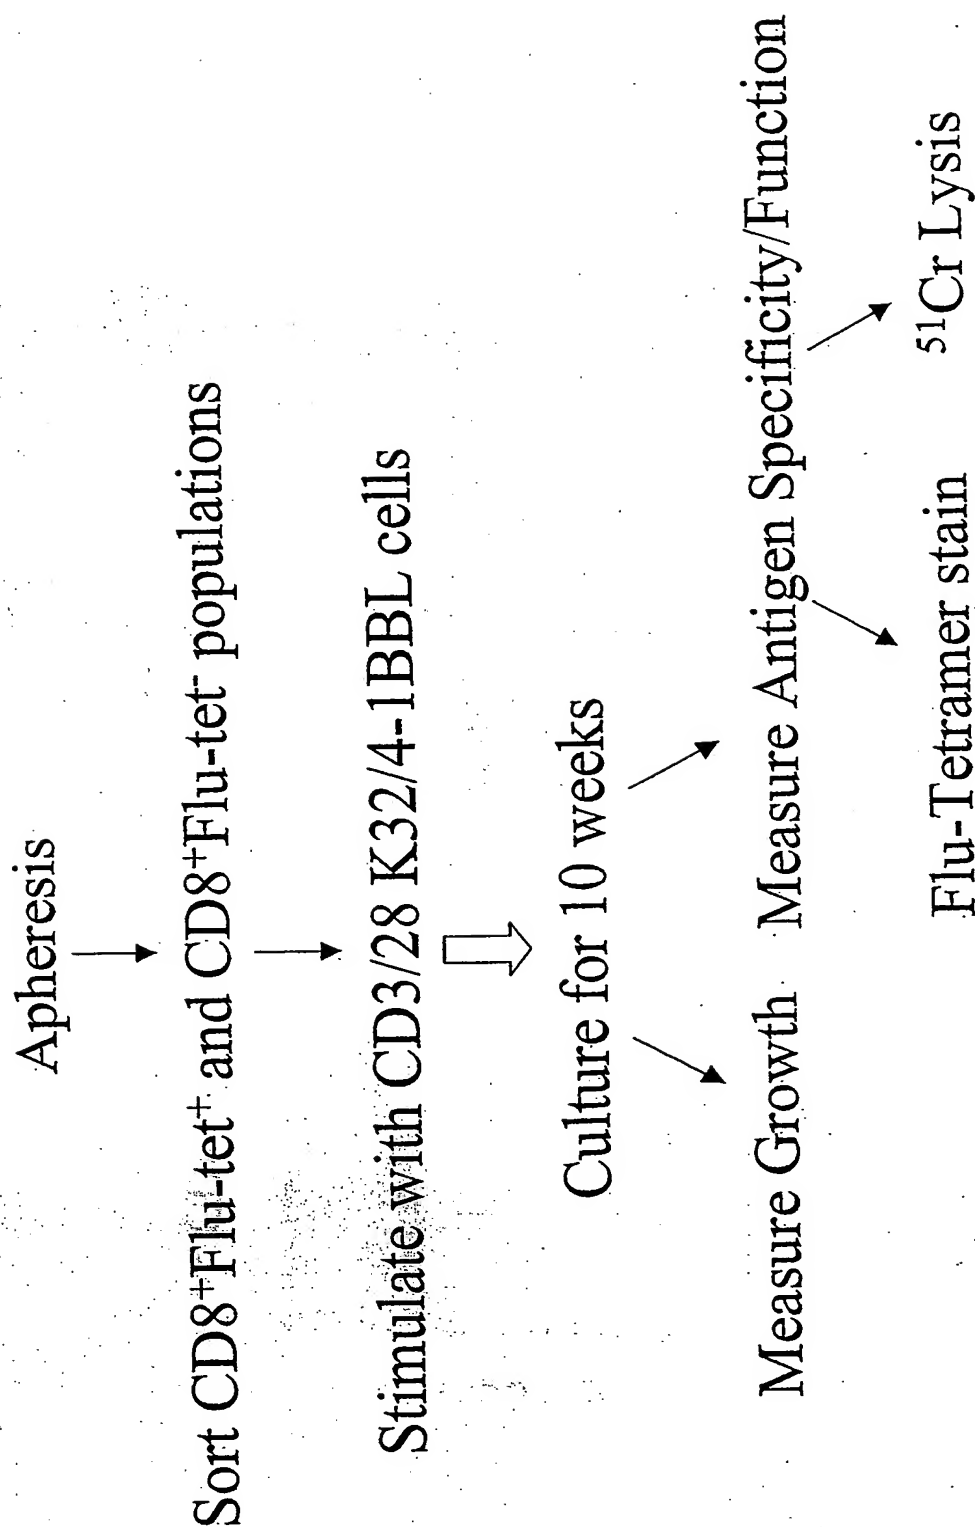 Apheresis
Sort CD8⁺Flu-tet⁺ and CD8⁺Flu-tet⁻ populations
Stimulate with CD3/28 K32/4-1BBL cells
Culture for 10 weeks
Measure Growth
Measure Antigen Specificity/Function
Flu-Tetramer stain
⁵¹Cr Lysis